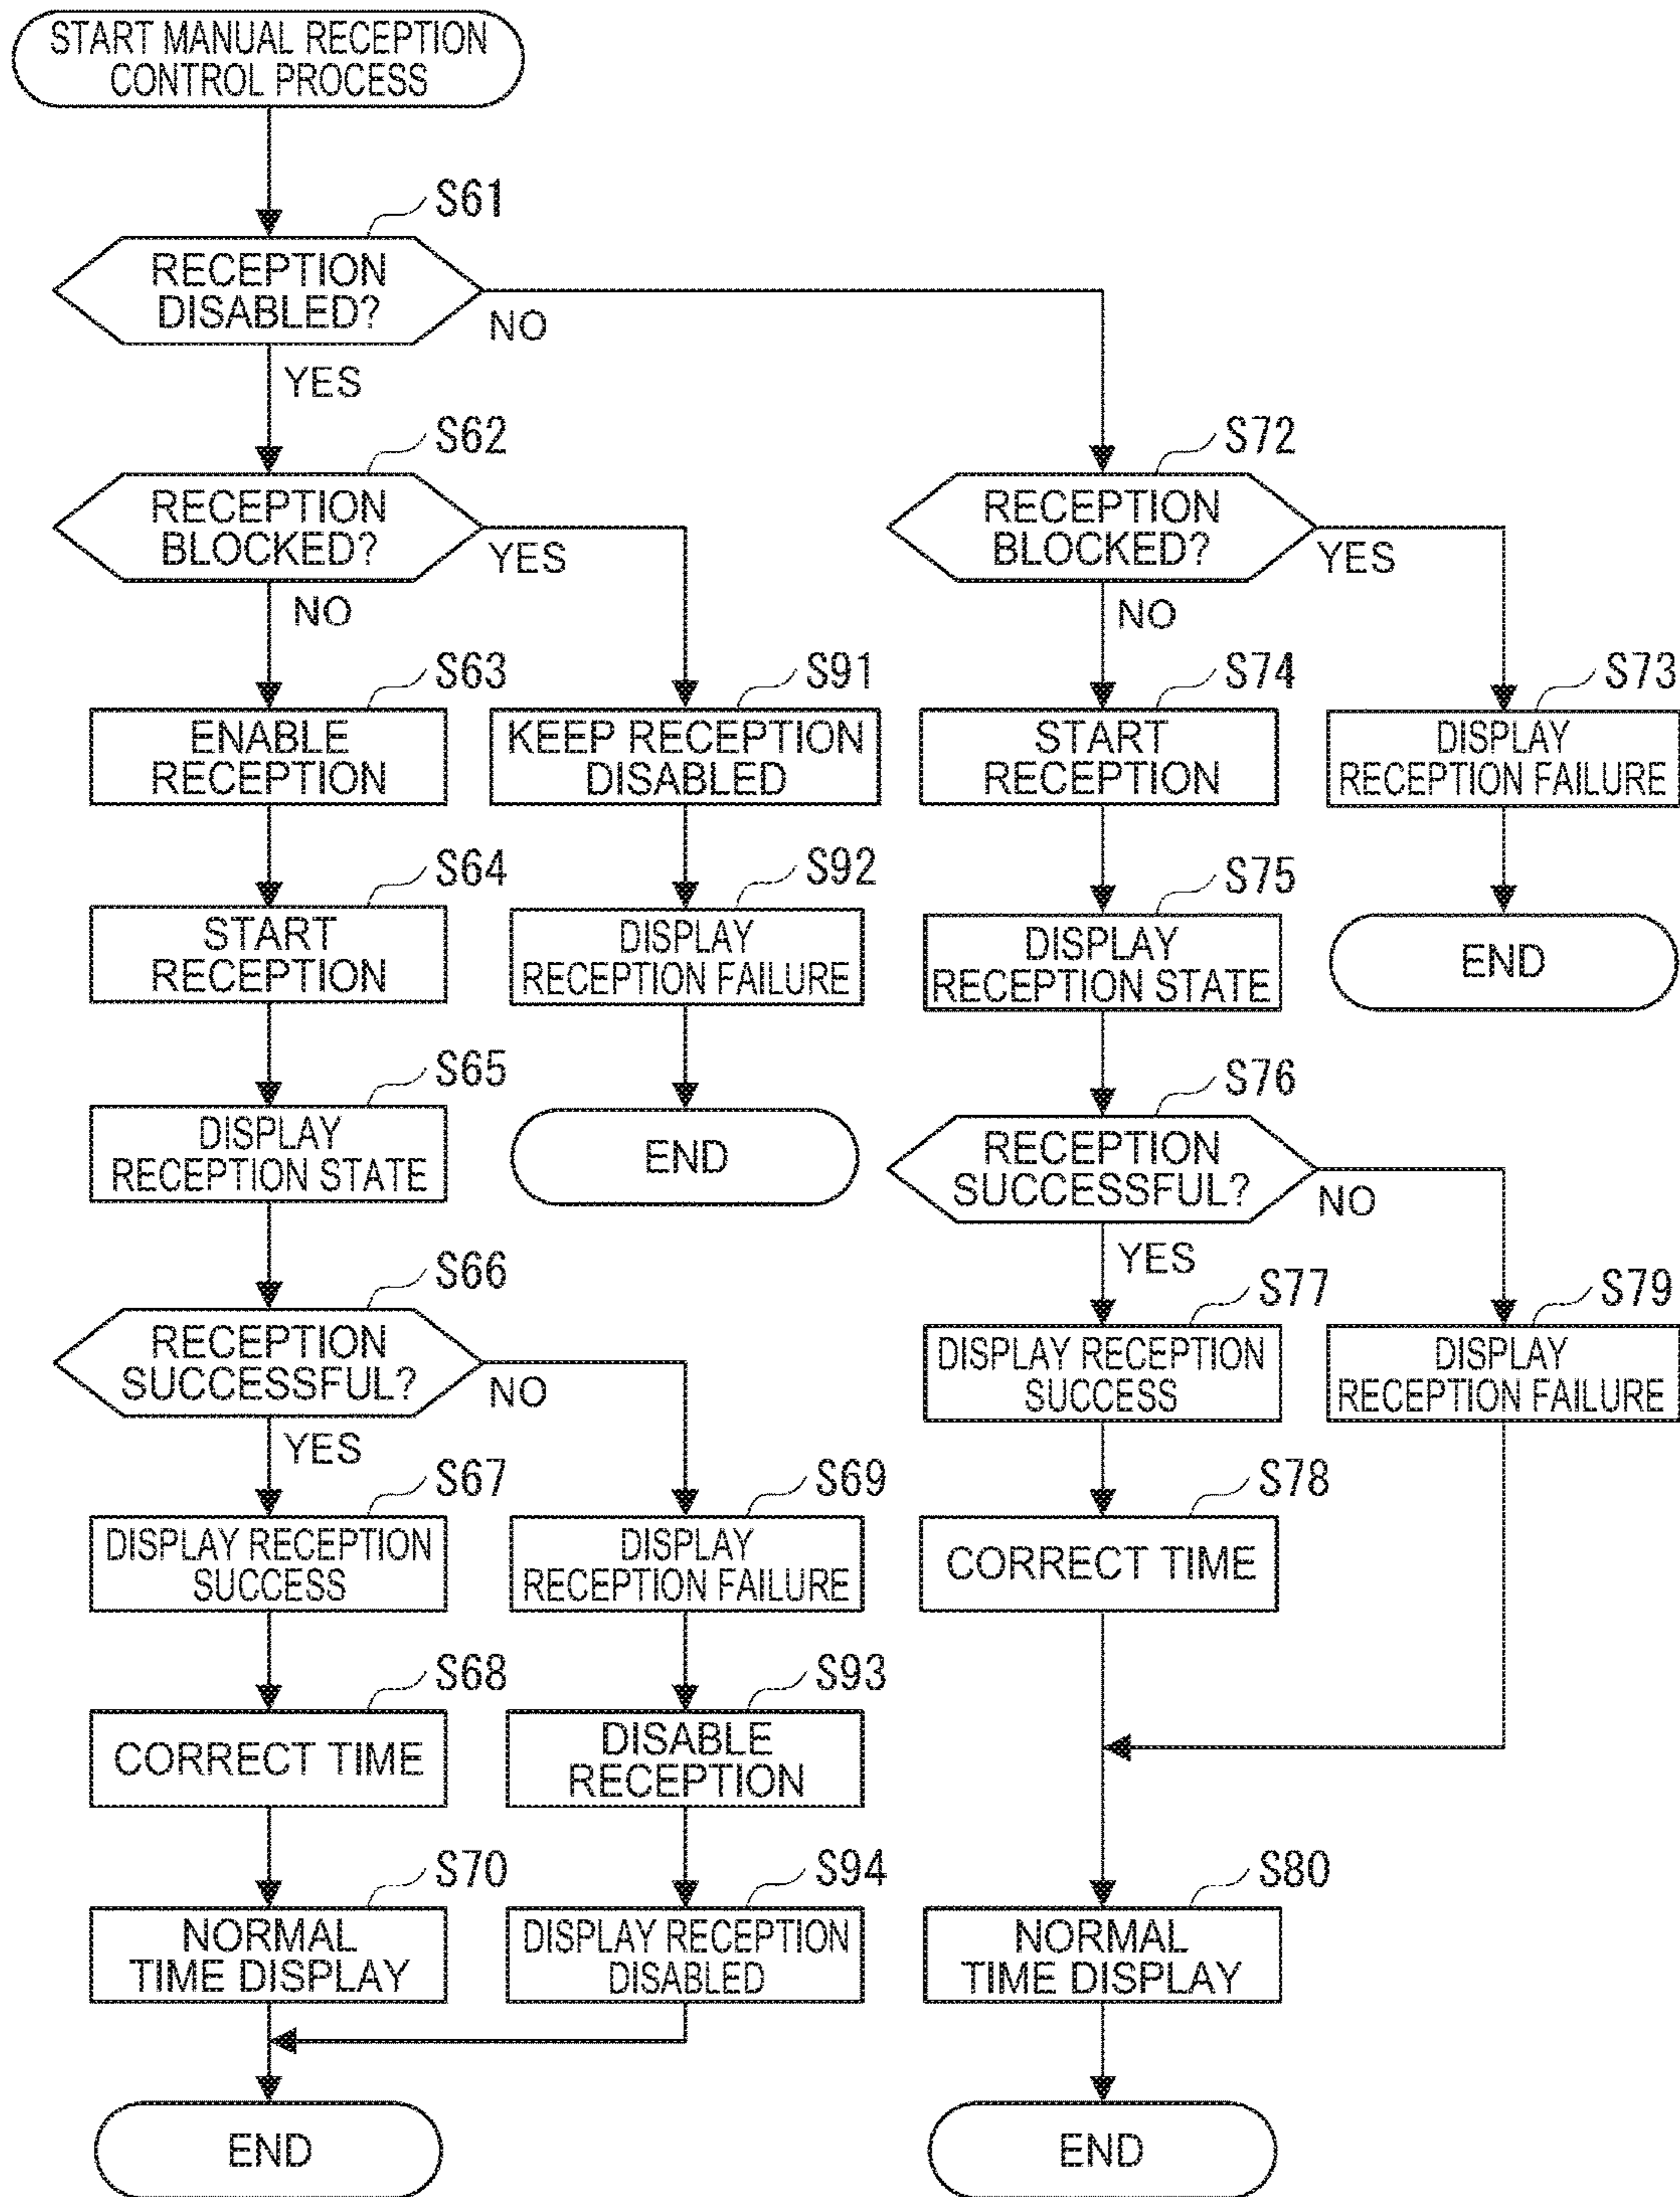 START MANUAL RECEPTION
CONTROL PROCESS
S61
RECEPTION
DISABLED?
NO
YES
S62
RECEPTION
BLOCKED?
YES
NO
S72
RECEPTION
BLOCKED?
YES
NO
S63
ENABLE
RECEPTION
S91
KEEP RECEPTION
DISABLED
S74
START
RECEPTION
S73
DISPLAY
RECEPTION FAILURE
S64
START
RECEPTION
S92
DISPLAY
RECEPTION FAILURE
S75
DISPLAY
RECEPTION STATE
END
S65
DISPLAY
RECEPTION STATE
END
S76
RECEPTION
SUCCESSFUL?
NO
YES
S66
RECEPTION
SUCCESSFUL?
NO
YES
S77
DISPLAY RECEPTION
SUCCESS
S79
DISPLAY
RECEPTION FAILURE
S67
DISPLAY RECEPTION
SUCCESS
S69
DISPLAY
RECEPTION FAILURE
S78
CORRECT TIME
S68
CORRECT TIME
S93
DISABLE
RECEPTION
S70
NORMAL
TIME DISPLAY
S94
DISPLAY RECEPTION
DISABLED
S80
NORMAL
TIME DISPLAY
END
END